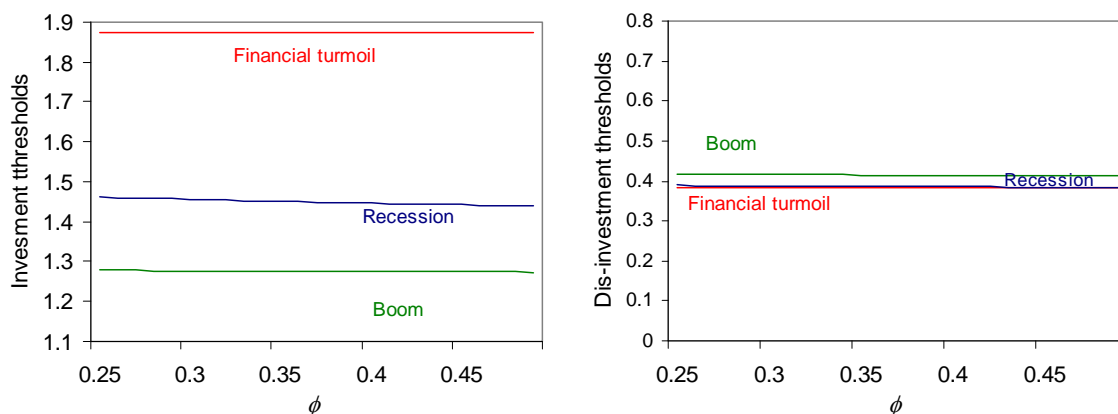 Invesment tthresholds
1.9
1.8
1.7
1.6
1.5
1.4
1.3
1.2
1.1
Financial turmoil
Recession
Boom
0.25 0.3 0.35 0.4 0.45
ϕ
Dis-investment thresholds
0.8
0.7
0.6
0.5
0.4
0.3
0.2
0.1
0
Boom
Recession
Financial turmoil
0.25 0.3 0.35 0.4 0.45
ϕ